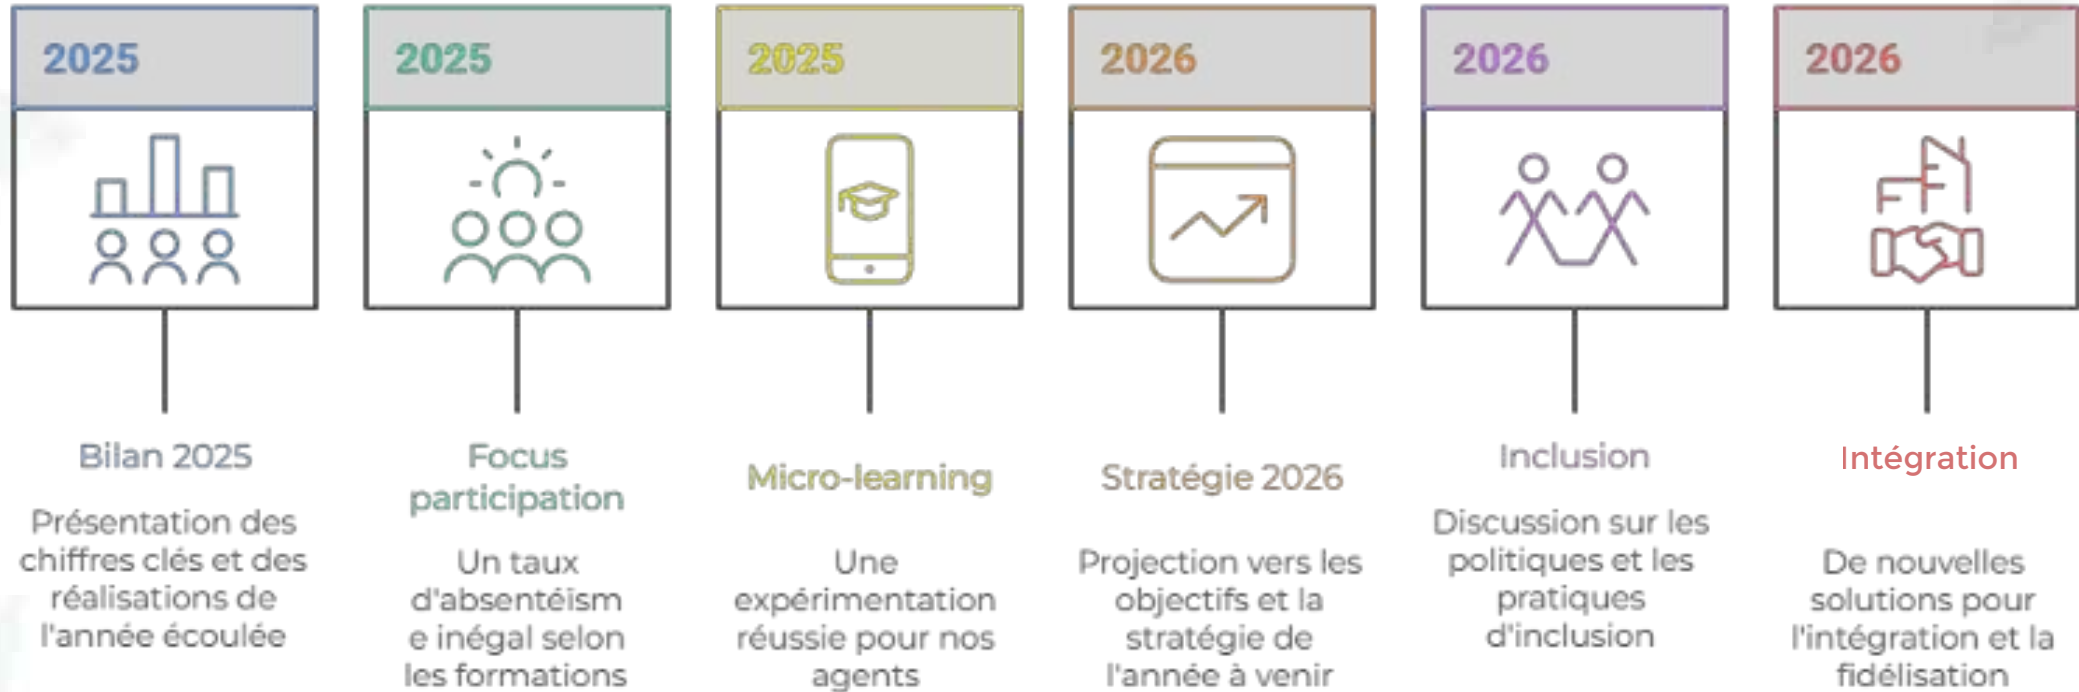 2025
2025
2025
2026
2026
2026
Bilan 2025
Présentation des
chiffres clés et des
réalisations de
l'année écoulée
Focus
participation
Un taux
d'absentéism
e inégal selon
les formations
Micro-learning
Une
expérimentation
réussie pour nos
agents
Stratégie 2026
Projection vers les
objectifs et la
stratégie de
l'année à venir
Inclusion
Discussion sur les
politiques et les
pratiques
d'inclusion
Intégration
De nouvelles
solutions pour
l'intégration et la
fidélisation